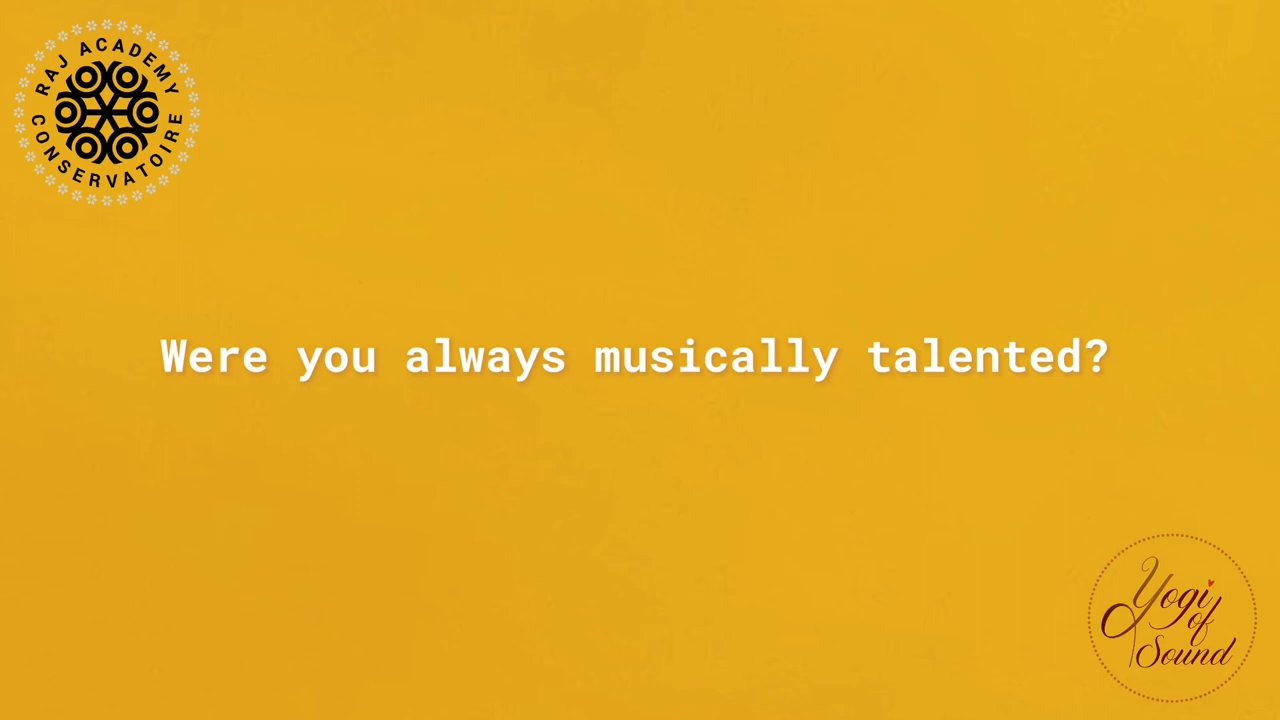 RAJ ACADEMY
CONSERVATOIRE
Were you always musically talented?
Yogi
of
Sound